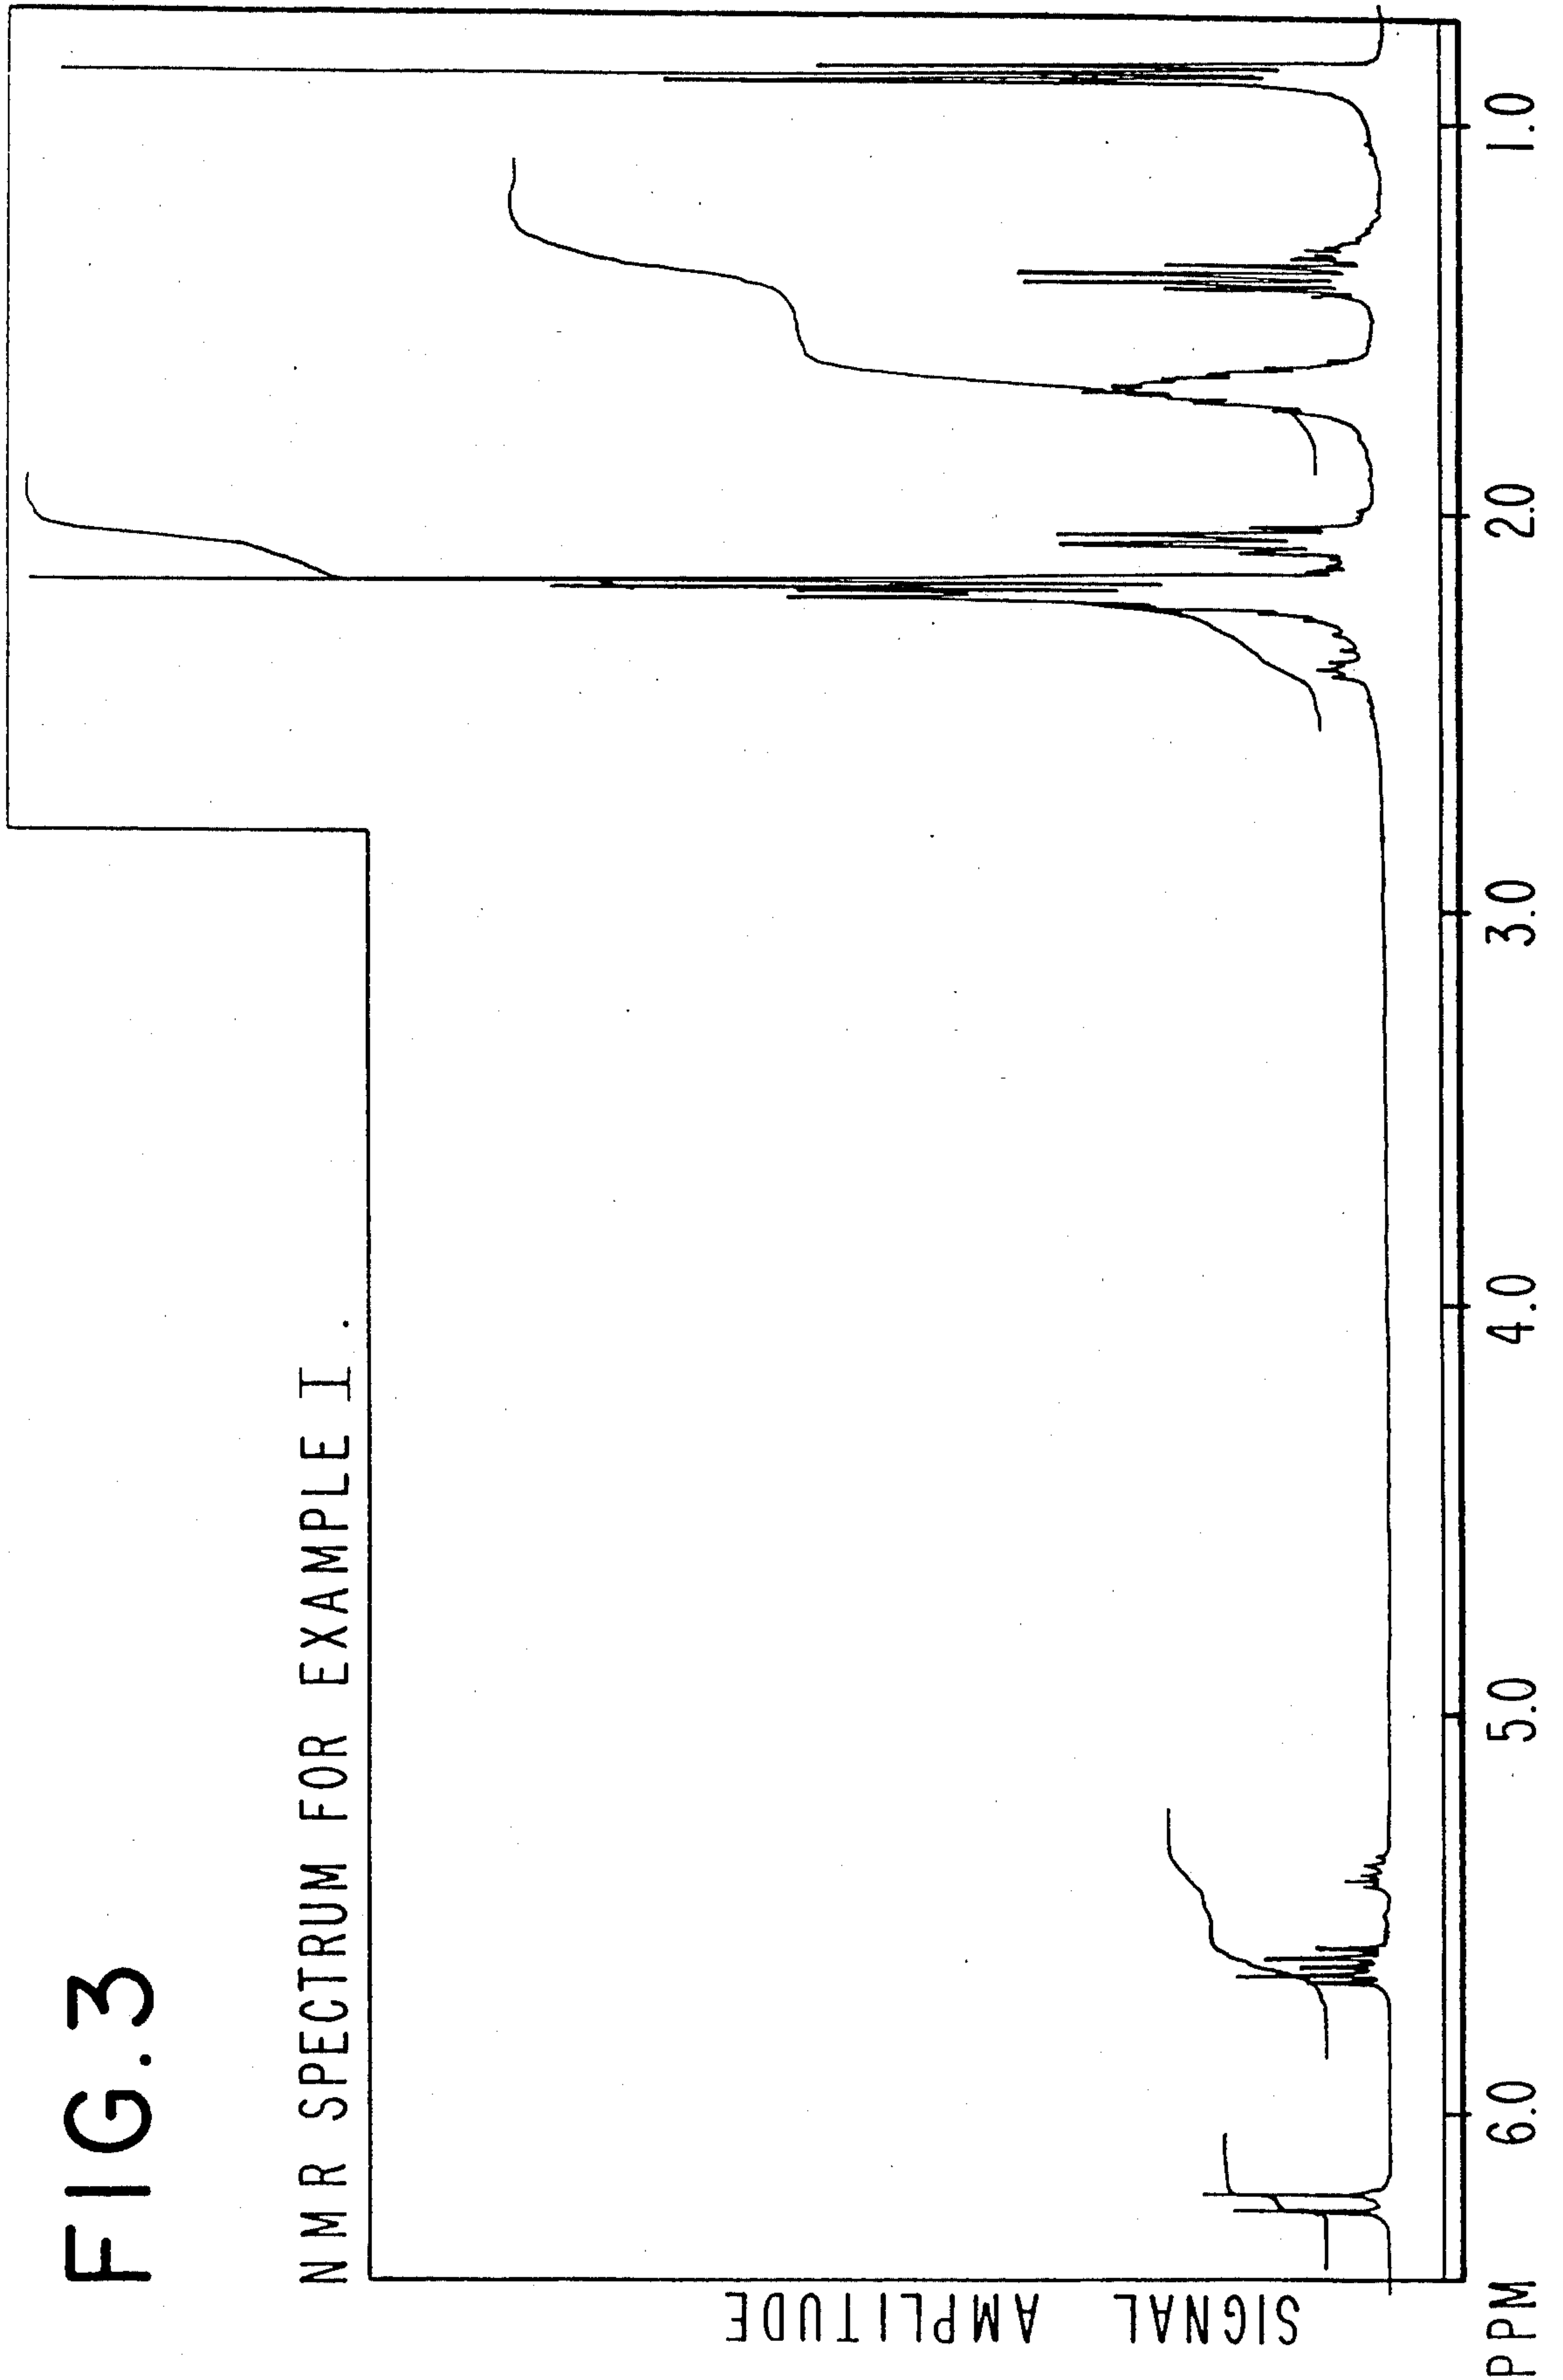 FIG.3
NMR SPECTRUM FOR EXAMPLE I.
SIGNAL AMPLITUDE
PPM 6.0 5.0 4.0 3.0 2.0 1.0